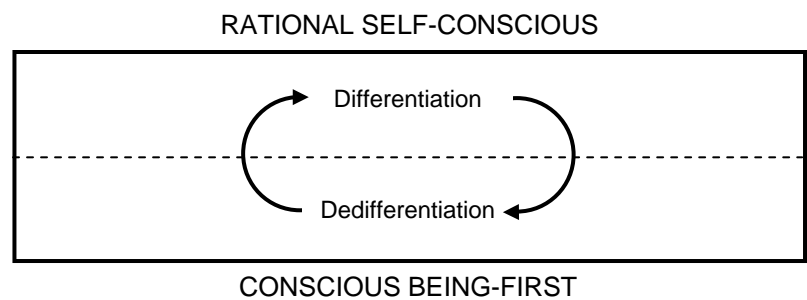 RATIONAL SELF-CONSCIOUS
Differentiation
Dedifferentiation
CONSCIOUS BEING-FIRST